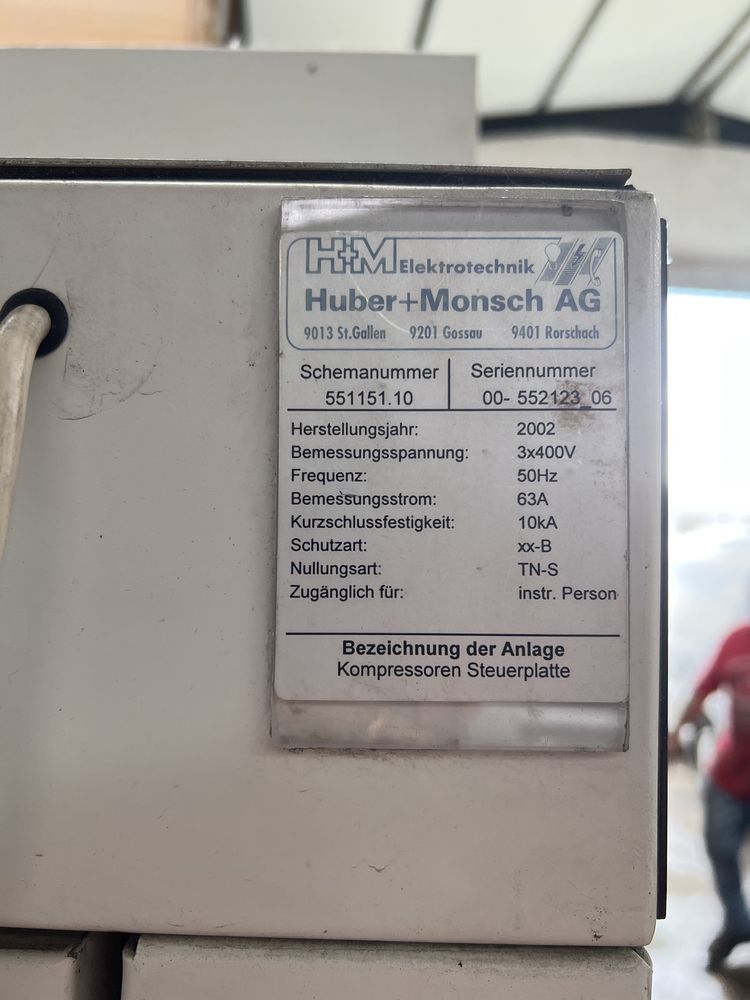 H+M Elektrotechnik
Huber+Monsch AG
9013 St.Gallen 9201 Gossau 9401 Rorschach
Schemanummer Seriennummer
551151.10 00- 552123_06
Herstellungsjahr: 2002
Bemessungsspannung: 3x400V
Frequenz: 50Hz
Bemessungsstrom: 63A
Kurzschlussfestigkeit: 10kA
Schutzart: xx-B
Nullungsart: TN-S
Zugänglich für: instr. Person
Bezeichnung der Anlage
Kompressoren Steuerplatte